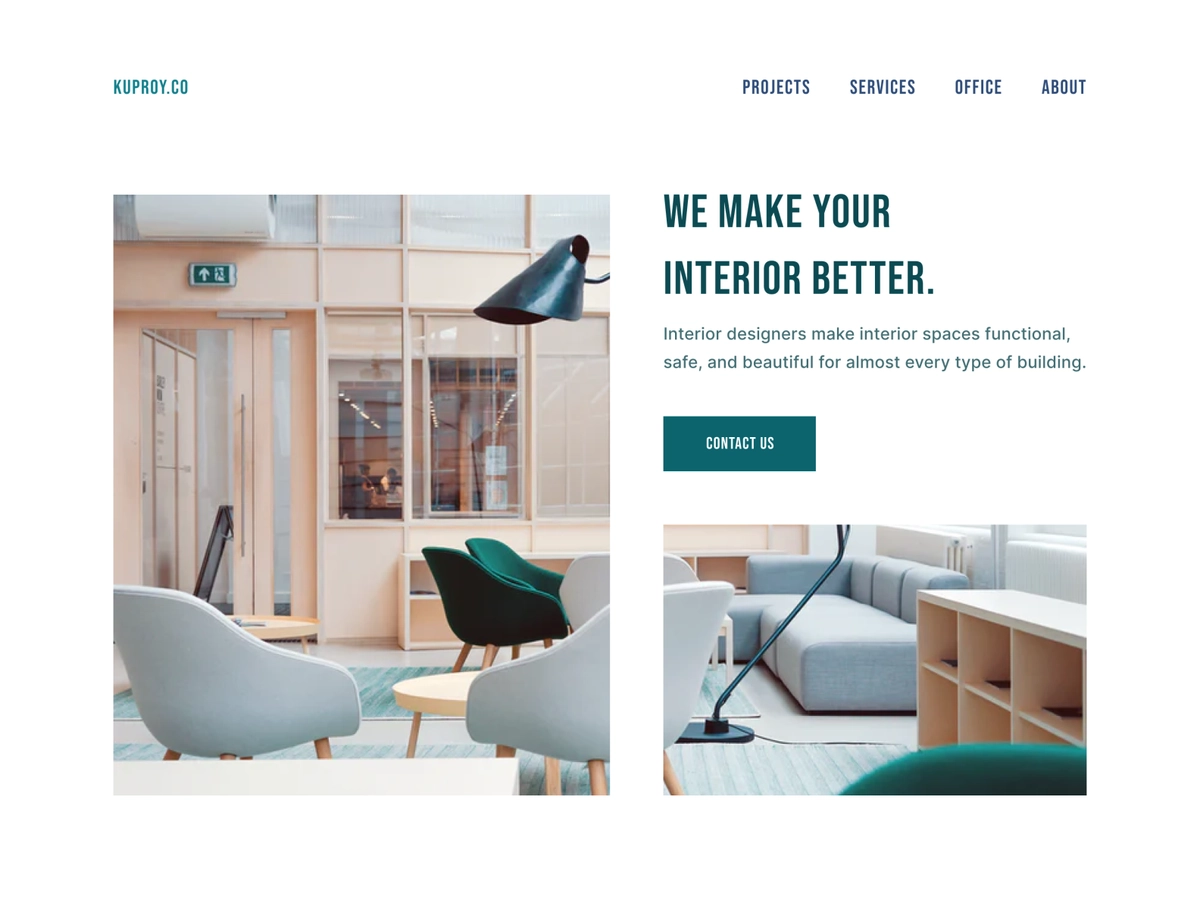 KUPROY.CO
PROJECTS SERVICES OFFICE ABOUT
WE MAKE YOUR
INTERIOR BETTER.
Interior designers make interior spaces functional,
safe, and beautiful for almost every type of building.
CONTACT US